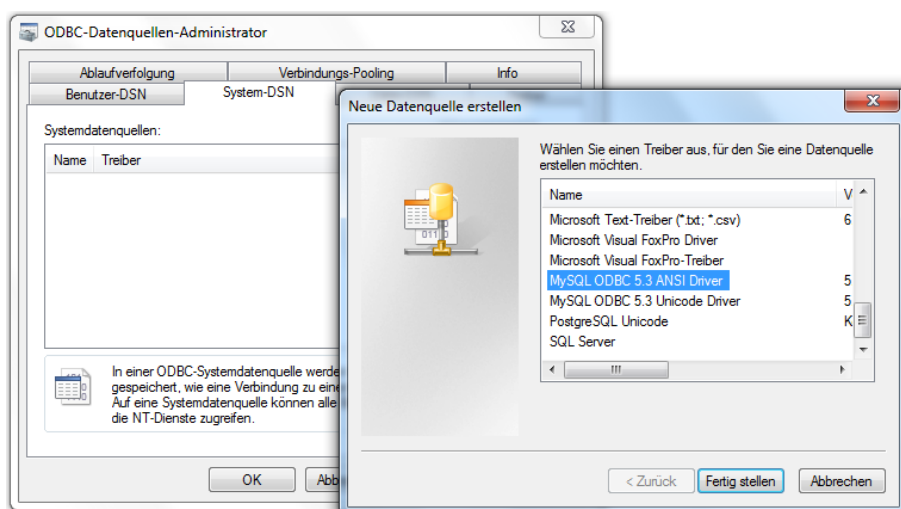 ODBC-Datenquellen-Administrator
Ablaufverfolgung
Verbindungs-Pooling
Info
Benutzer-DSN
System-DSN
Systemdatenquellen:
Name
Treiber
In einer ODBC-Systemdatenquelle werde
gespeichert, wie eine Verbindung zu eine
Auf eine Systemdatenquelle können alle
die NT-Dienste zugreifen.
OK
Abb
Neue Datenquelle erstellen
Wählen Sie einen Treiber aus, für den Sie eine Datenquelle
erstellen möchten.
Name V
Microsoft Text-Treiber (*.txt; *.csv) 6
Microsoft Visual FoxPro Driver
Microsoft Visual FoxPro-Treiber
MySQL ODBC 5.3 ANSI Driver 5
MySQL ODBC 5.3 Unicode Driver 5
PostgreSQL Unicode K
SQL Server
< Zurück
Fertig stellen
Abbrechen